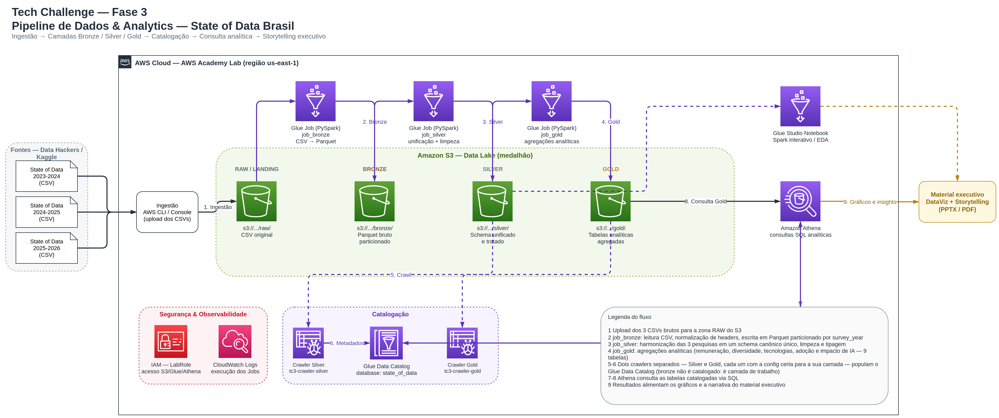 Tech Challenge — Fase 3
Pipeline de Dados & Analytics — State of Data Brasil
Ingestão → Camadas Bronze / Silver / Gold → Catalogação → Consulta analítica → Storytelling executivo
aws
AWS Cloud — AWS Academy Lab (região us-east-1)
Glue Job (PySpark)
job_bronze
CSV → Parquet
2. Bronze
Glue Job (PySpark)
job_silver
unificação + limpeza
3. Silver
Glue Job (PySpark)
job_gold
agregações analíticas
4. Gold
Glue Studio Notebook
Spark interativo / EDA
Fontes — Data Hackers /
Kaggle
State of Data
2023-2024
(CSV)
State of Data
2024-2025
(CSV)
State of Data
2025-2026
(CSV)
Ingestão
AWS CLI / Console
(upload dos CSVs)
1. Ingestão
Amazon S3 — Data Lake (medalhão)
RAW / LANDING
BRONZE
SILVER
GOLD
s3://.../raw/
CSV original
s3://.../bronze/
Parquet bruto
particionado
s3://.../silver/
Schema unificado
e tratado
s3://.../gold/
Tabelas analíticas
agregadas
8. Consulta Gold
Amazon Athena
consultas SQL analíticas
9. Gráficos e insights
Material executivo
DataViz + Storytelling
(PPTX / PDF)
5. Crawl
Segurança & Observabilidade
IAM — LabRole
acesso S3/Glue/Athena
CloudWatch Logs
execução dos Jobs
Catalogação
Crawler Silver
tc3-crawler-silver
6. Metadados
Glue Data Catalog
database: state_of_data
Crawler Gold
tc3-crawler-gold
Legenda do fluxo
1 Upload dos 3 CSVs brutos para a zona RAW do S3
2 job_bronze: leitura CSV, normalização de headers, escrita em Parquet particionado por survey_year
3 job_silver: harmonização das 3 pesquisas em um schema canônico único, limpeza e tipagem
4 job_gold: agregações analíticas (remuneração, diversidade, tecnologias, adoção e impacto de IA — 9
tabelas)
5-6 Dois crawlers separados — Silver e Gold, cada um com a config certa para a sua camada — populam o
Glue Data Catalog (bronze não é catalogado: é camada de trabalho)
7-8 Athena consulta as tabelas catalogadas via SQL
9 Resultados alimentam os gráficos e a narrativa do material executivo